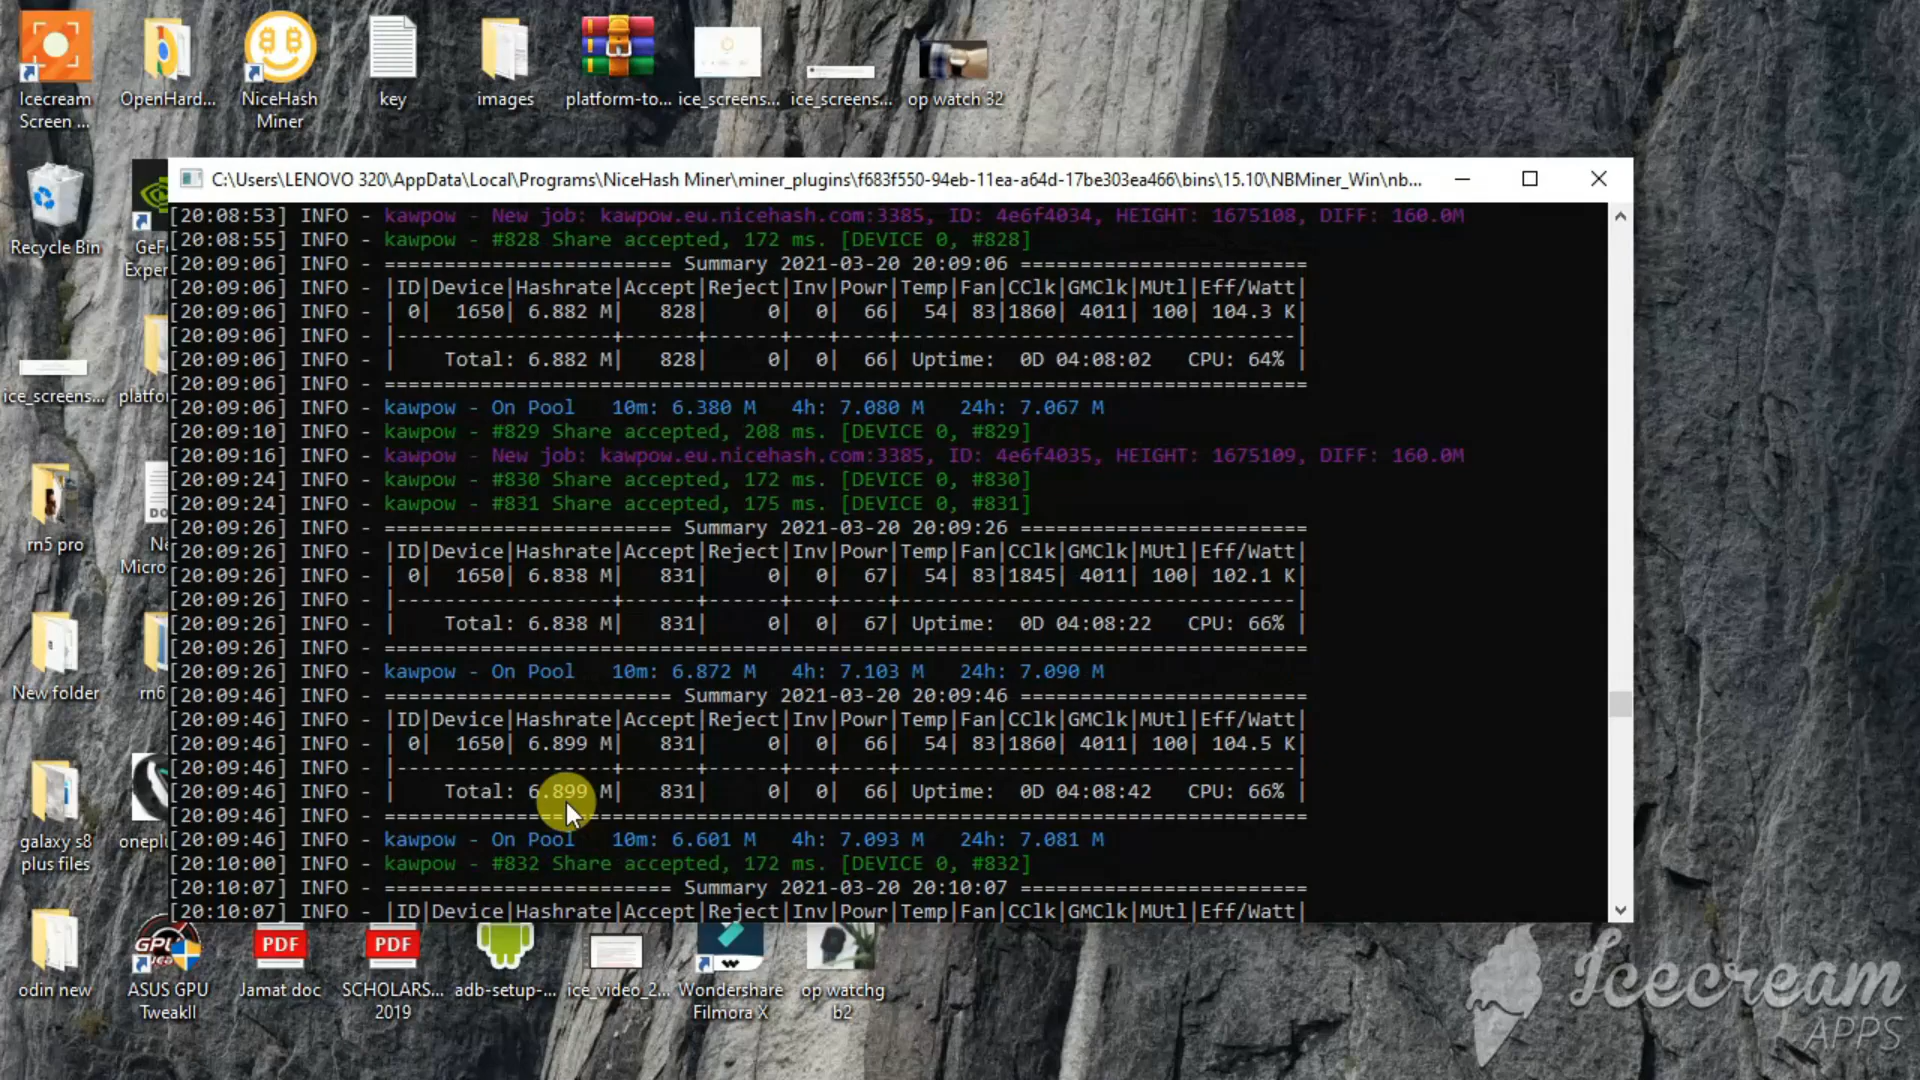 Icecream
Screen ...
OpenHard...
NiceHash
Miner
key
images
platform-to...
ice_screens...
ice_screens...
op watch 32
C:\Users\LENOVO 320\AppData\Local\Programs\NiceHash Miner\miner_plugins\f683f550-94eb-11ea-a64d-17be303ea466\bins\15.10\NBMiner_Win\nb...
[20:08:53] INFO - kawpow - New job: kawpow.eu.nicehash.com:3385, ID: 4e6f4034, HEIGHT: 1675108, DIFF: 160.0M
[20:08:55] INFO - kawpow - #828 Share accepted, 172 ms. [DEVICE 0, #828]
[20:09:06] INFO - ======================== Summary 2021-03-20 20:09:06 ========================
[20:09:06] INFO - |ID|Device|Hashrate|Accept|Reject|Inv|Powr|Temp|Fan|CClk|GMClk|MUtl|Eff/Watt|
[20:09:06] INFO - | 0|  1650| 6.882 M|   828|     0|  0|  66|  54| 83|1860| 4011| 100| 104.3 K|
[20:09:06] INFO - |------------------+------+------+---+----+----------------------------------|
[20:09:06] INFO - |    Total: 6.882 M|   828|     0|  0|  66| Uptime:  0D 04:08:02   CPU: 64% |
[20:09:06] INFO - =============================================================================
[20:09:06] INFO - kawpow - On Pool   10m: 6.380 M   4h: 7.080 M   24h: 7.067 M
[20:09:10] INFO - kawpow - #829 Share accepted, 208 ms. [DEVICE 0, #829]
[20:09:16] INFO - kawpow - New job: kawpow.eu.nicehash.com:3385, ID: 4e6f4035, HEIGHT: 1675109, DIFF: 160.0M
[20:09:24] INFO - kawpow - #830 Share accepted, 172 ms. [DEVICE 0, #830]
[20:09:24] INFO - kawpow - #831 Share accepted, 175 ms. [DEVICE 0, #831]
[20:09:26] INFO - ======================== Summary 2021-03-20 20:09:26 ========================
[20:09:26] INFO - |ID|Device|Hashrate|Accept|Reject|Inv|Powr|Temp|Fan|CClk|GMClk|MUtl|Eff/Watt|
[20:09:26] INFO - | 0|  1650| 6.838 M|   831|     0|  0|  67|  54| 83|1845| 4011| 100| 102.1 K|
[20:09:26] INFO - |------------------+------+------+---+----+----------------------------------|
[20:09:26] INFO - |    Total: 6.838 M|   831|     0|  0|  67| Uptime:  0D 04:08:22   CPU: 66% |
[20:09:26] INFO - =============================================================================
[20:09:26] INFO - kawpow - On Pool   10m: 6.872 M   4h: 7.103 M   24h: 7.090 M
[20:09:46] INFO - ======================== Summary 2021-03-20 20:09:46 ========================
[20:09:46] INFO - |ID|Device|Hashrate|Accept|Reject|Inv|Powr|Temp|Fan|CClk|GMClk|MUtl|Eff/Watt|
[20:09:46] INFO - | 0|  1650| 6.899 M|   831|     0|  0|  66|  54| 83|1860| 4011| 100| 104.5 K|
[20:09:46] INFO - |------------------+------+------+---+----+----------------------------------|
[20:09:46] INFO - |    Total: 6.899 M|   831|     0|  0|  66| Uptime:  0D 04:08:42   CPU: 66% |
[20:09:46] INFO - =============================================================================
[20:09:46] INFO - kawpow - On Pool   10m: 6.601 M   4h: 7.093 M   24h: 7.081 M
[20:10:00] INFO - kawpow - #832 Share accepted, 172 ms. [DEVICE 0, #832]
[20:10:07] INFO - ======================== Summary 2021-03-20 20:10:07 ========================
[20:10:07] INFO - |ID|Device|Hashrate|Accept|Reject|Inv|Powr|Temp|Fan|CClk|GMClk|MUtl|Eff/Watt|
Recycle Bin
GeF
Exper
ice_screens...
platfo
rn5 pro
DO
Ne
Micro
New folder
rn6
galaxy s8
plus files
oneplu
odin new
GPU
ASUS GPU
TweakII
PDF
Jamat doc
PDF
SCHOLARS...
2019
adb-setup-...
ice_video_2...
Wondershare
Filmora X
op watchg
b2
Icecream
APPS